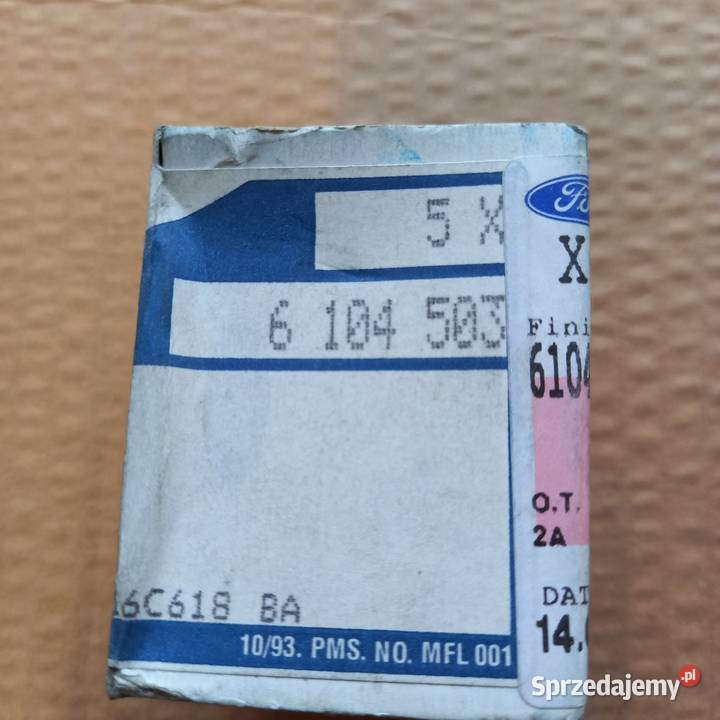 5 X
6 104 503
6C618 BA
10/93. PMS. NO. MFL 001
Ford
X
Fini
6104
O.T.
2A
DAT
14.
Sprzedajemy.pl